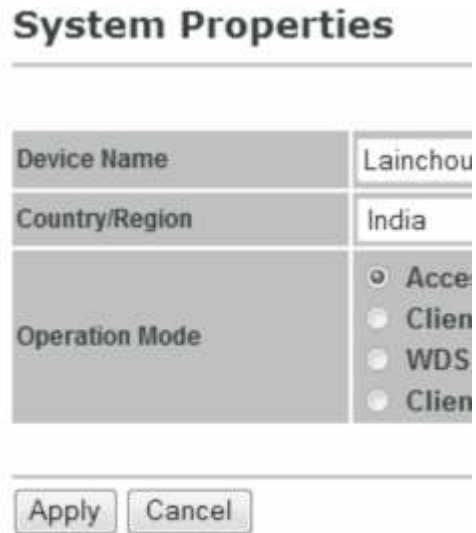 System Properties
Device Name
Lainchou
Country/Region
India
Operation Mode
Acces
Clien
WDS
Clien
Apply
Cancel